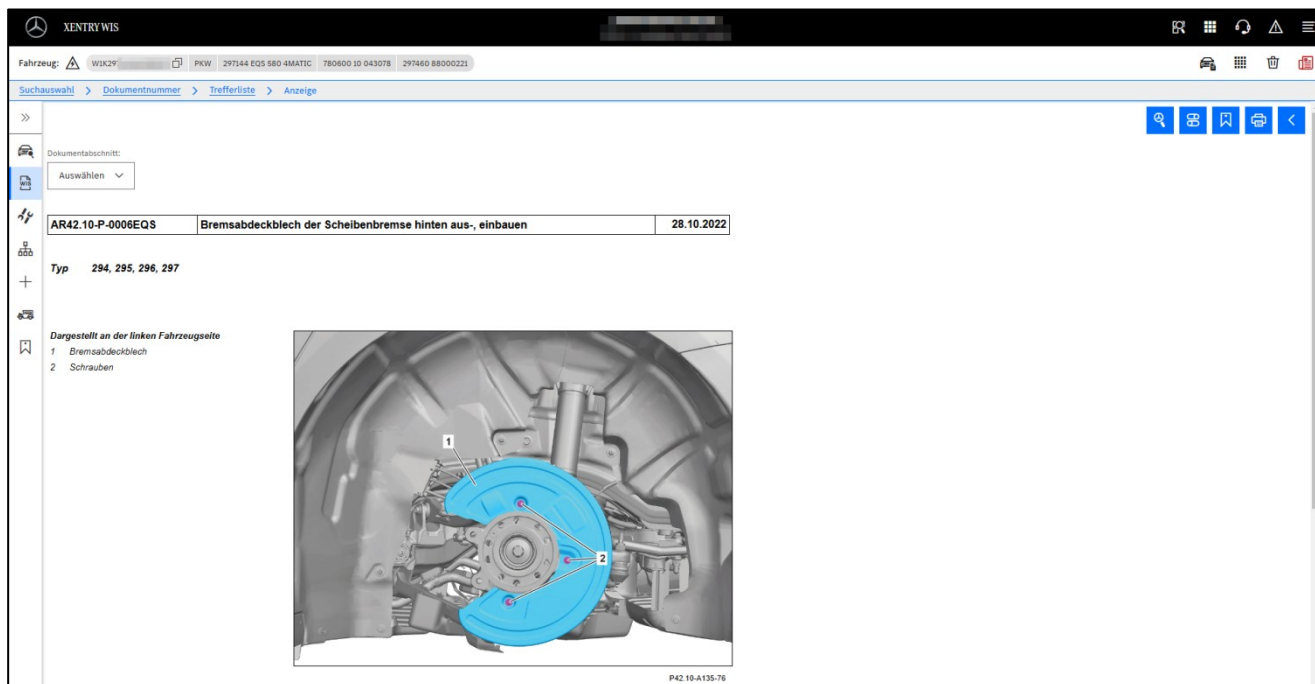 XENTRY WIS
Fahrzeug: W1K29 PKW 297144 EQS 580 4MATIC 780600 10 043078 297460 88000221
Suchauswahl > Dokumentnummer > Trefferliste > Anzeige
Dokumentabschnitt:
Auswählen
WIS
AR42.10-P-0006EQS Bremsabdeckblech der Scheibenbremse hinten aus-, einbauen 28.10.2022
Typ 294, 295, 296, 297
Dargestellt an der linken Fahrzeugseite
1 Bremsabdeckblech
2 Schrauben
1
2
P42.10-A135-76